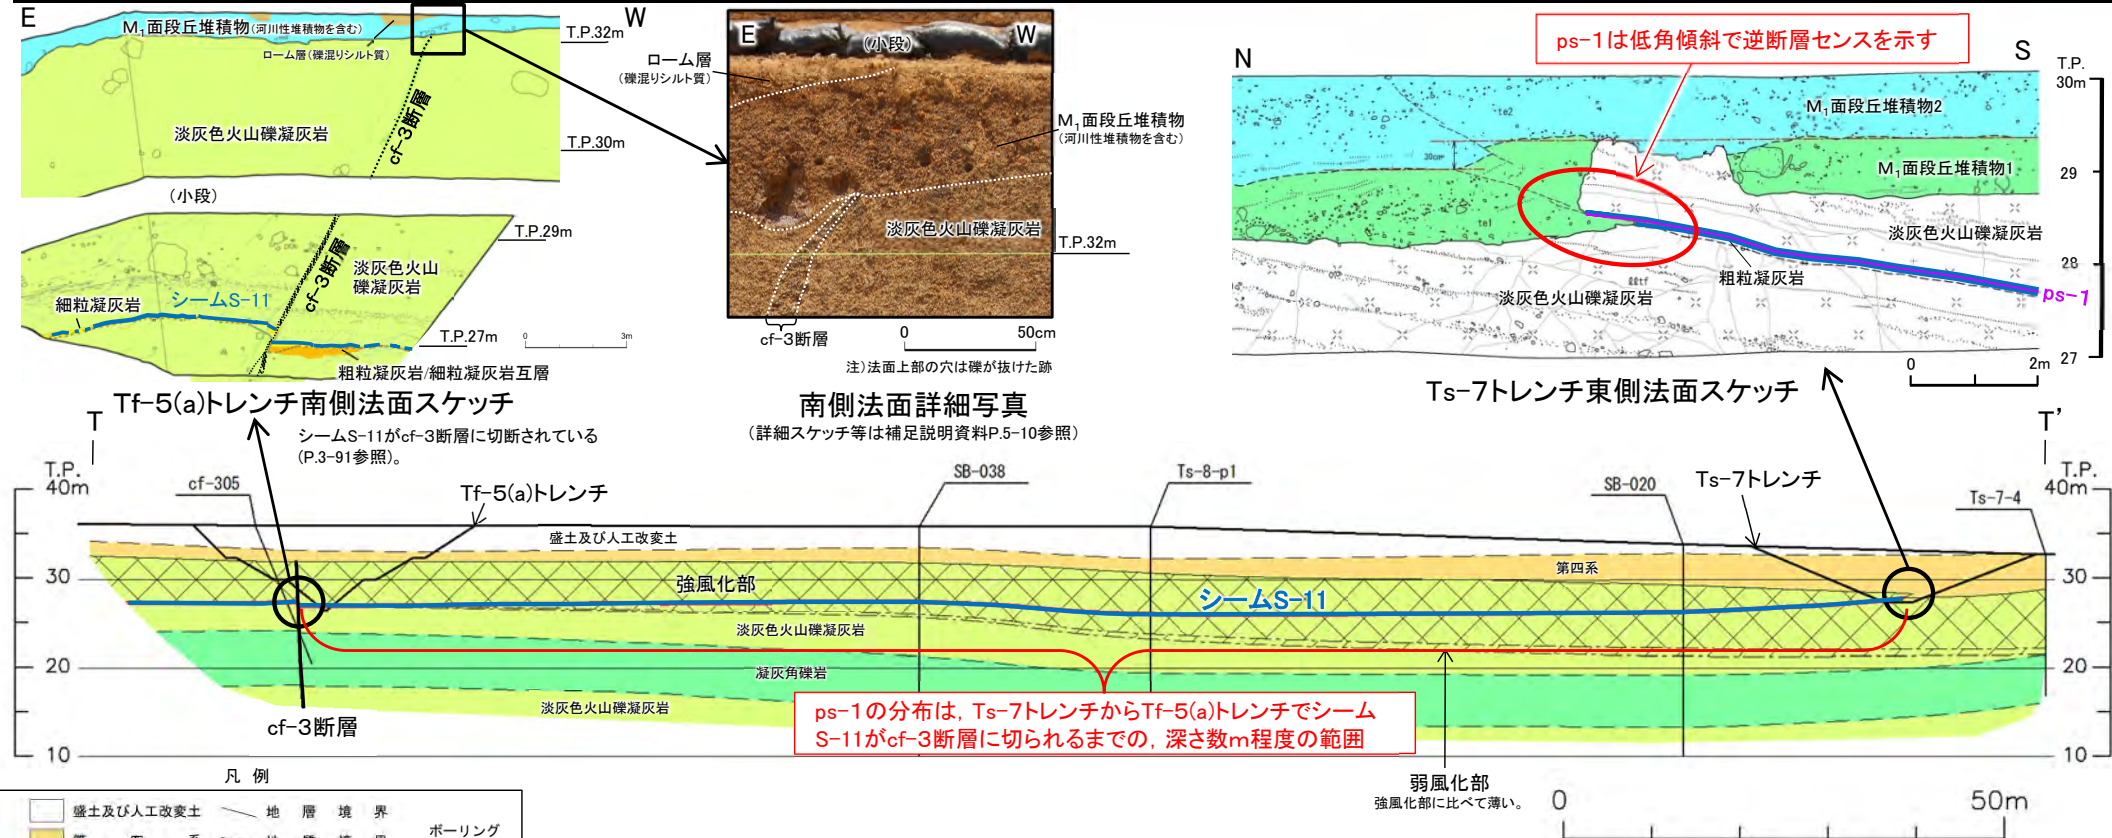 E
W
M₁面段丘堆積物(河川性堆積物を含む)
ローム層(礫混りシルト質)
T.P.32m
cf-3断層
淡灰色火山礫凝灰岩
T.P.30m
(小段)
T.P.29m
cf-3断層
淡灰色火山
礫凝灰岩
シームS-11
細粒凝灰岩
T.P.27m
0
3m
粗粒凝灰岩/細粒凝灰岩互層
Tf-5(a)トレンチ南側法面スケッチ
シームS-11がcf-3断層に切断されている
(P.3-91参照)。
E
(小段)
W
ローム層
(礫混りシルト質)
M₁面段丘堆積物
(河川性堆積物を含む)
淡灰色火山礫凝灰岩
T.P.32m
cf-3断層
0
50cm
注)法面上部の穴は礫が抜けた跡
南側法面詳細写真
(詳細スケッチ等は補足説明資料P.5-10参照)
ps-1は低角傾斜で逆断層センスを示す
N
S
T.P.
30m
te2
M₁面段丘堆積物2
30cm
29
M₁面段丘堆積物1
te1
淡灰色火山礫凝灰岩
28
粗粒凝灰岩
ps-1
淡灰色火山礫凝灰岩
27
0
2m
Ts-7トレンチ東側法面スケッチ
T
T'
T.P.
40m
cf-305
Tf-5(a)トレンチ
SB-038
Ts-8-p1
SB-020
Ts-7トレンチ
Ts-7-4
T.P.
40m
盛土及び人工改変土
第四系
30
強風化部
シームS-11
30
淡灰色火山礫凝灰岩
20
凝灰角礫岩
20
淡灰色火山礫凝灰岩
cf-3断層
ps-1の分布は，Ts-7トレンチからTf-5(a)トレンチでシーム
S-11がcf-3断層に切られるまでの，深さ数m程度の範囲
10
10
弱風化部
強風化部に比べて薄い。
0
50m
凡 例
盛土及び人工改変土
地 層 境 界
ボーリング